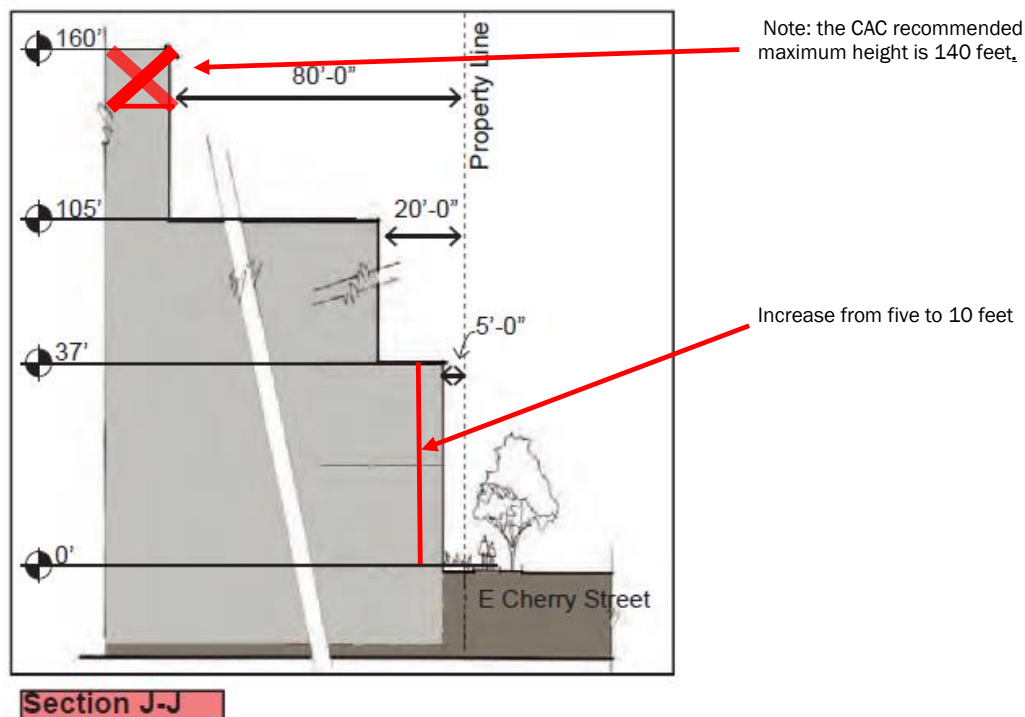 Note: the CAC recommended
maximum height is 140 feet.
160'
80'-0"
Property Line
105'
20'-0"
Increase from five to 10 feet
5'-0"
37'
0'
E Cherry Street
Section J-J